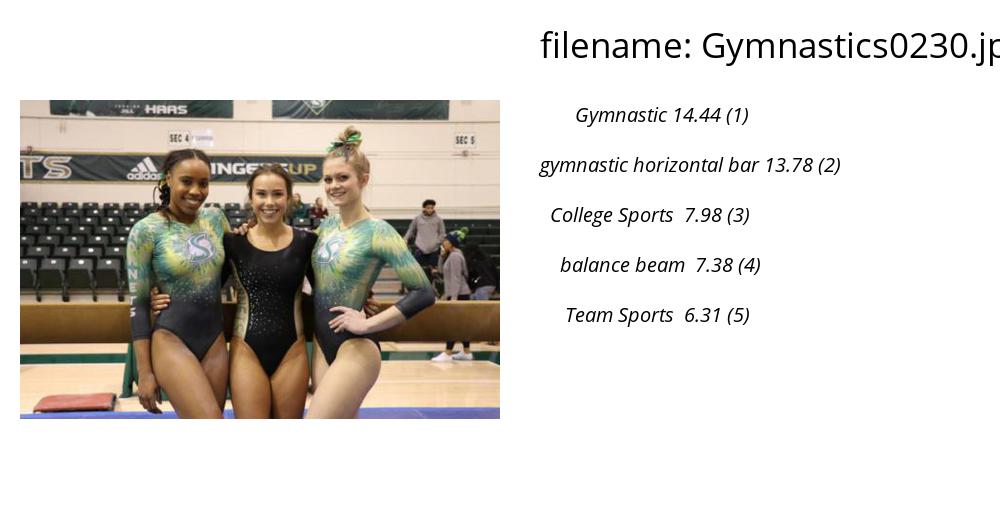 filename: Gymnastics0230.jp
Gymnastic 14.44 (1)
gymnastic horizontal bar 13.78 (2)
College Sports 7.98 (3)
balance beam 7.38 (4)
Team Sports 6.31 (5)
HAAS
SEC 4
SEC 5
TS
adidas
INGERSUP
S
S
NETS